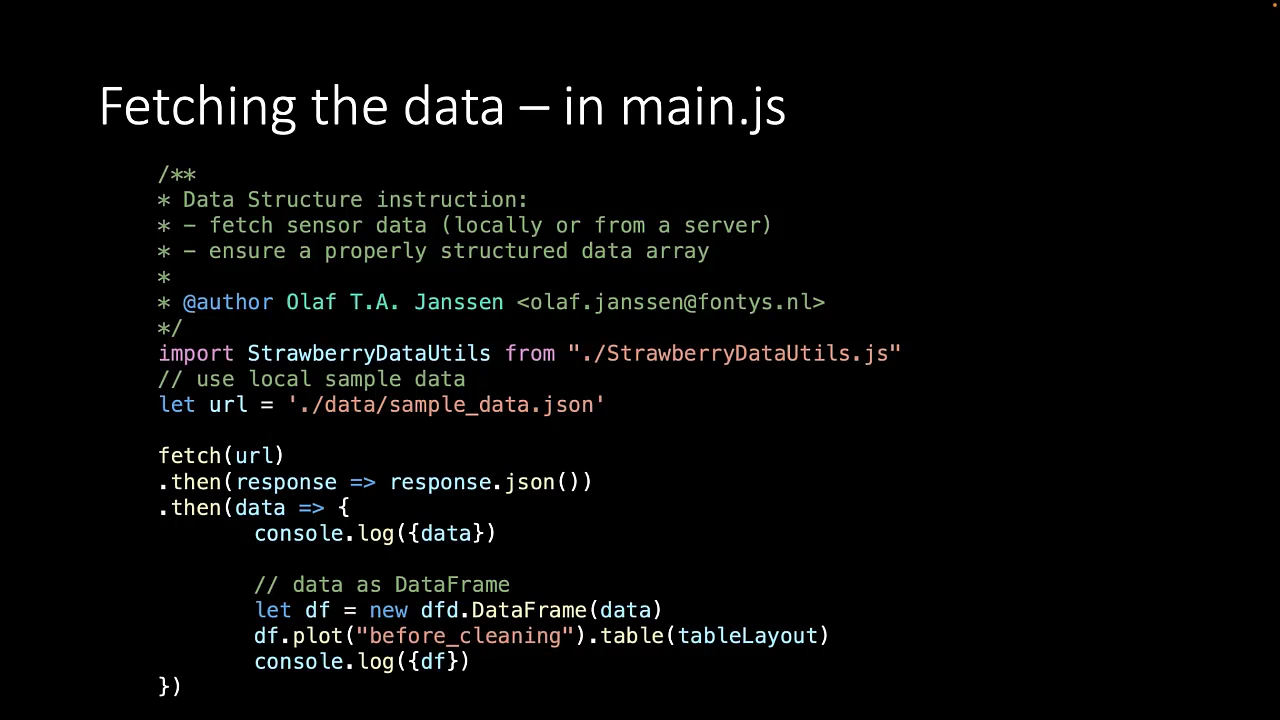 Fetching the data – in main.js
/**
* Data Structure instruction:
* – fetch sensor data (locally or from a server)
* – ensure a properly structured data array
*
* @author Olaf T.A. Janssen <olaf.janssen@fontys.nl>
*/
import StrawberryDataUtils from "./StrawberryDataUtils.js"
// use local sample data
let url = './data/sample_data.json'
fetch(url)
.then(response => response.json())
.then(data => {
console.log({data})
// data as DataFrame
let df = new dfd.DataFrame(data)
df.plot("before_cleaning").table(tableLayout)
console.log({df})
})